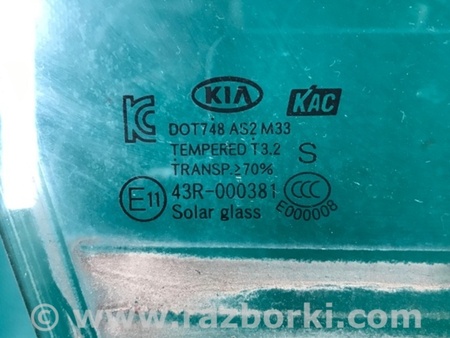 KIA KAC
DOT748 AS2 M33
TEMPERED T3.2 S
TRANSP.≥70%
E11 43R-000381 CCC
Solar glass E000008
www.razborki.com